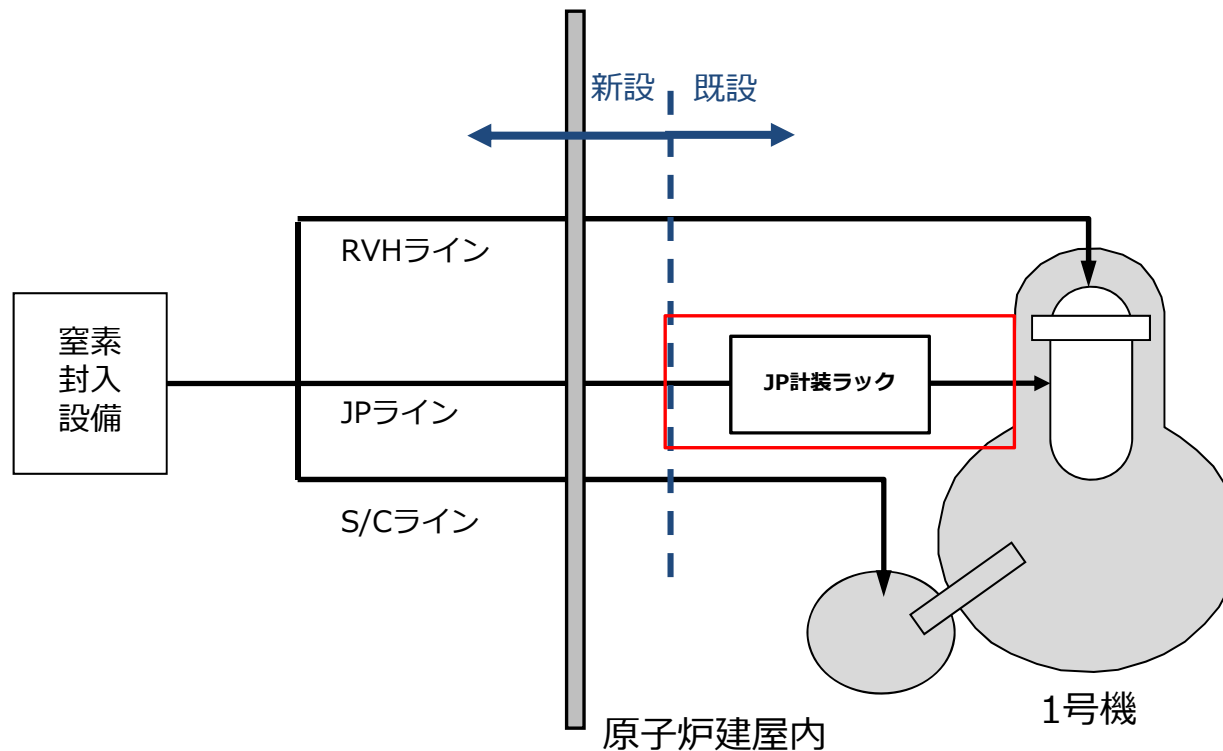 新設
既設
RVHライン
窒素
封入
設備
JP計装ラック
JPライン
S/Cライン
1号機
原子炉建屋内